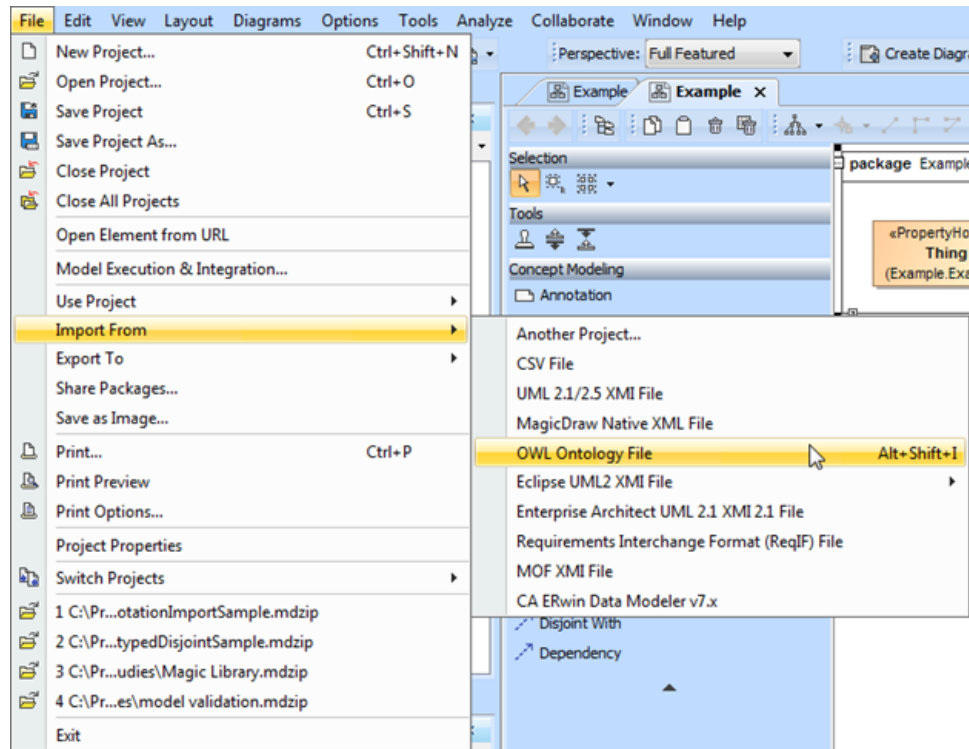 File Edit View Layout Diagrams Options Tools Analyze Collaborate Window Help
New Project... Ctrl+Shift+N
Perspective: Full Featured
Create
Open Project... Ctrl+O
Save Project Ctrl+S
Save Project As...
Close Project
Close All Projects
Open Element from URL
Model Execution & Integration...
Use Project
Import From
Export To
Share Packages...
Save as Image...
Print... Ctrl+P
Print Preview
Print Options...
Project Properties
Switch Projects
1 C:\Pr...otationImportSample.mdzip
2 C:\Pr...typedDisjointSample.mdzip
3 C:\Pr...udies\Magic Library.mdzip
4 C:\Pr...es\model validation.mdzip
Exit
Example
Example
Selection
Tools
Concept Modeling
Annotation
package Example
«PropertyHo
Thing
(Example.Exa
Another Project...
CSV File
UML 2.1/2.5 XMI File
MagicDraw Native XML File
OWL Ontology File Alt+Shift+I
Eclipse UML2 XMI File
Enterprise Architect UML 2.1 XMI 2.1 File
Requirements Interchange Format (ReqIF) File
MOF XMI File
CA ERwin Data Modeler v7.x
Disjoint With
Dependency